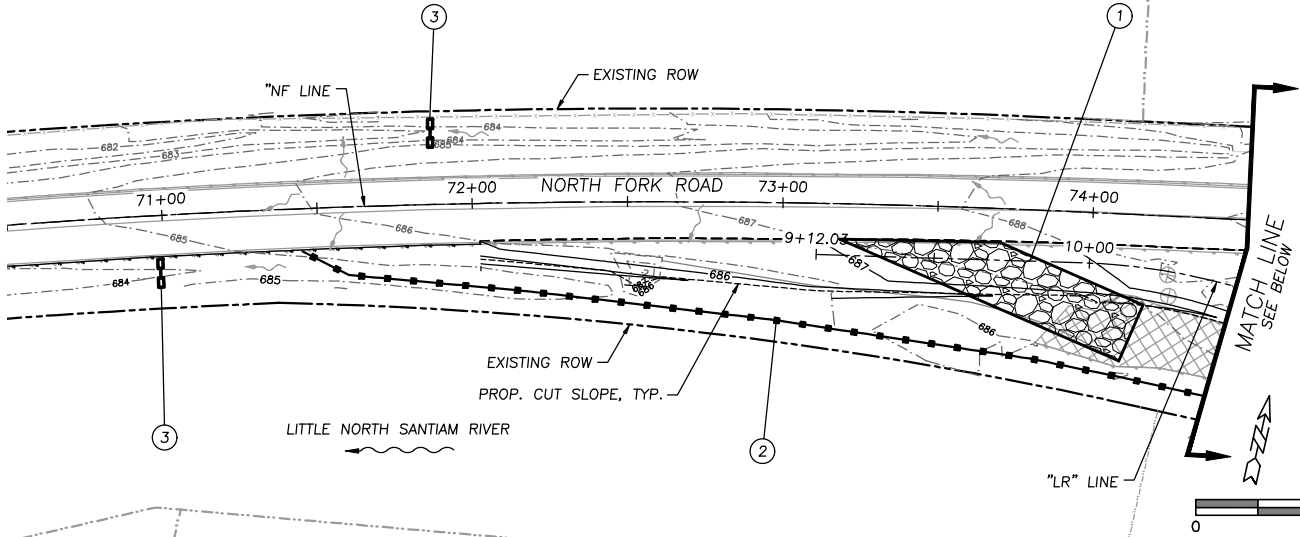 3
1
EXISTING ROW
"NF LINE
684
682
683
684
685
71+00
72+00
NORTH FORK ROAD
73+00
74+00
685
686
687
688
9+12.03
10+00
687
684
685
686
686
686
MATCH LINE
SEE BELOW
EXISTING ROW
PROP. CUT SLOPE, TYP.
3
LITTLE NORTH SANTIAM RIVER
2
"LR" LINE
0